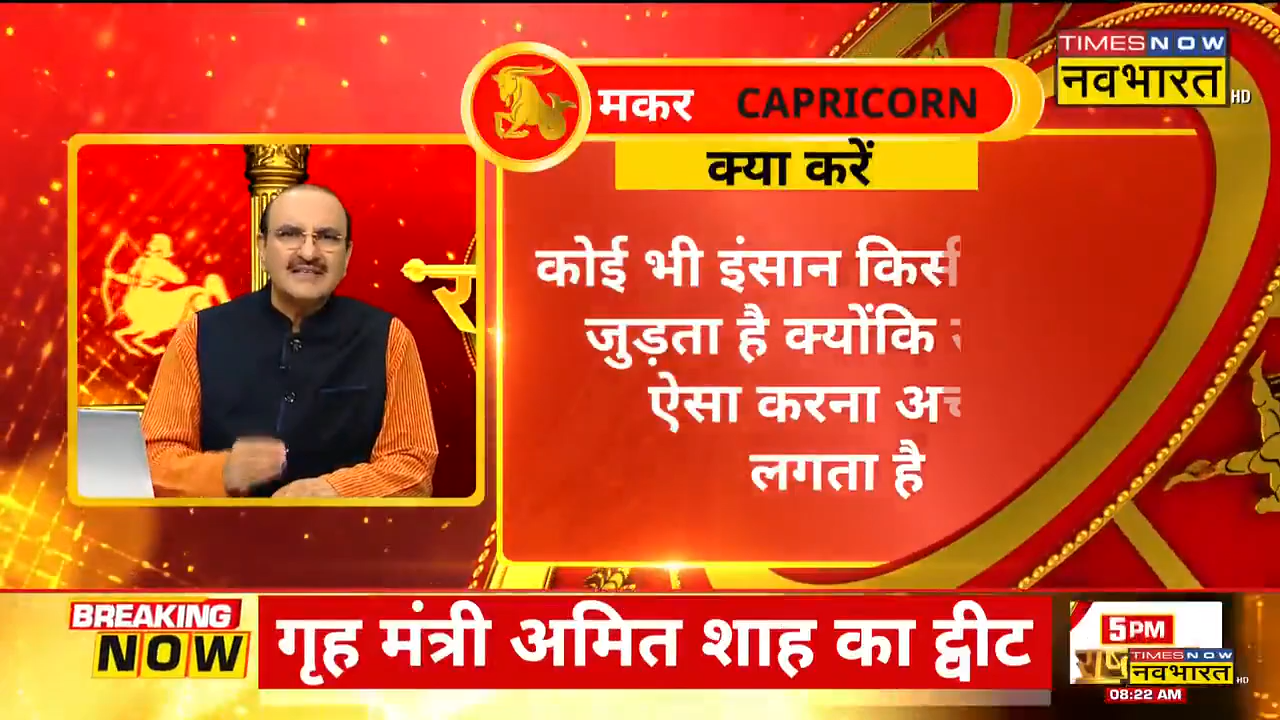 TIMES NOW
नवभारत
HD
मकर CAPRICORN
क्या करें
कोई भी इंसान
जुड़ता है क्योंकि
ऐसा करना
लगता है
BREAKING
NOW
गृह मंत्री अमित शाह का ट्वीट
5PM
TIMES NOW
नवभारत
HD
08:22 AM